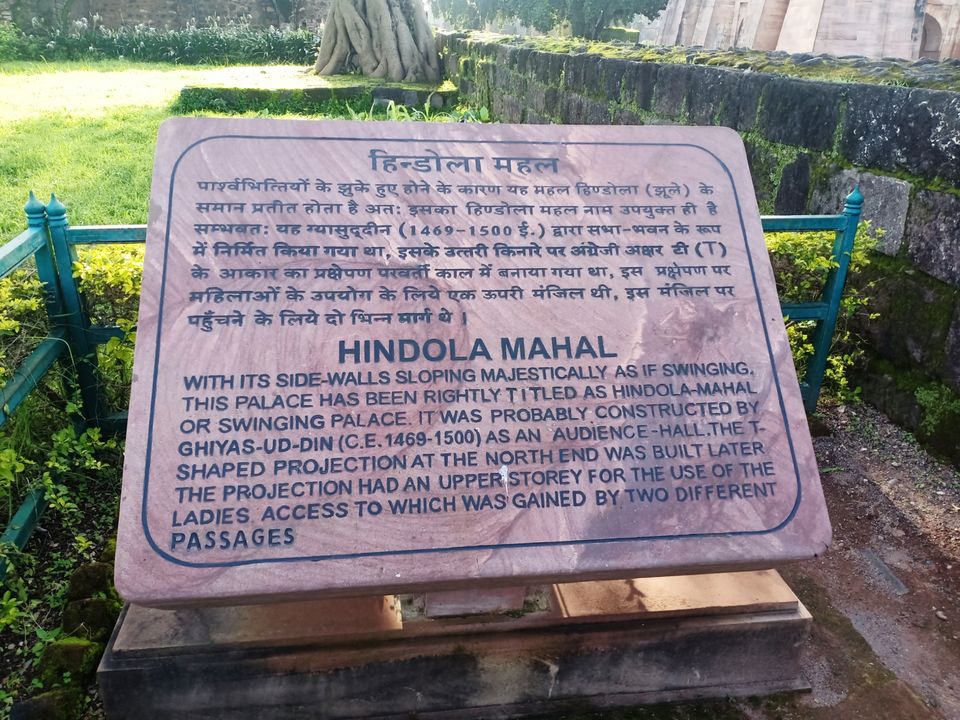 हिन्डोला महल
पार्श्वभित्तियों के झुके हुए होने के कारण यह महल हिण्डोला (झूले) के
समान प्रतीत होता है अतः इसका हिण्डोला महल नाम उपयुक्त ही है
सम्भवतः यह ग्यासुद्दीन (1469-1500 ई.) द्वारा सभा-भवन के रूप
में निर्मित किया गया था, इसके उत्तरी किनारे पर अंग्रेजी अक्षर टी (T)
के आकार का प्रक्षेपण परवर्ती काल में बनाया गया था, इस प्रक्षेपण पर
महिलाओं के उपयोग के लिये एक ऊपरी मंजिल थी, इस मंजिल पर
पहुँचने के लिये दो भिन्न मार्ग थे ।
HINDOLA MAHAL
WITH ITS SIDE-WALLS SLOPING MAJESTICALLY AS IF SWINGING,
THIS PALACE HAS BEEN RIGHTLY TITLED AS HINDOLA-MAHAL
OR SWINGING PALACE. IT WAS PROBABLY CONSTRUCTED BY
GHIYAS-UD-DIN (C.E. 1469-1500) AS AN AUDIENCE-HALL.THE T-
SHAPED PROJECTION AT THE NORTH END WAS BUILT LATER
THE PROJECTION HAD AN UPPER STOREY FOR THE USE OF THE
LADIES, ACCESS TO WHICH WAS GAINED BY TWO DIFFERENT
PASSAGES